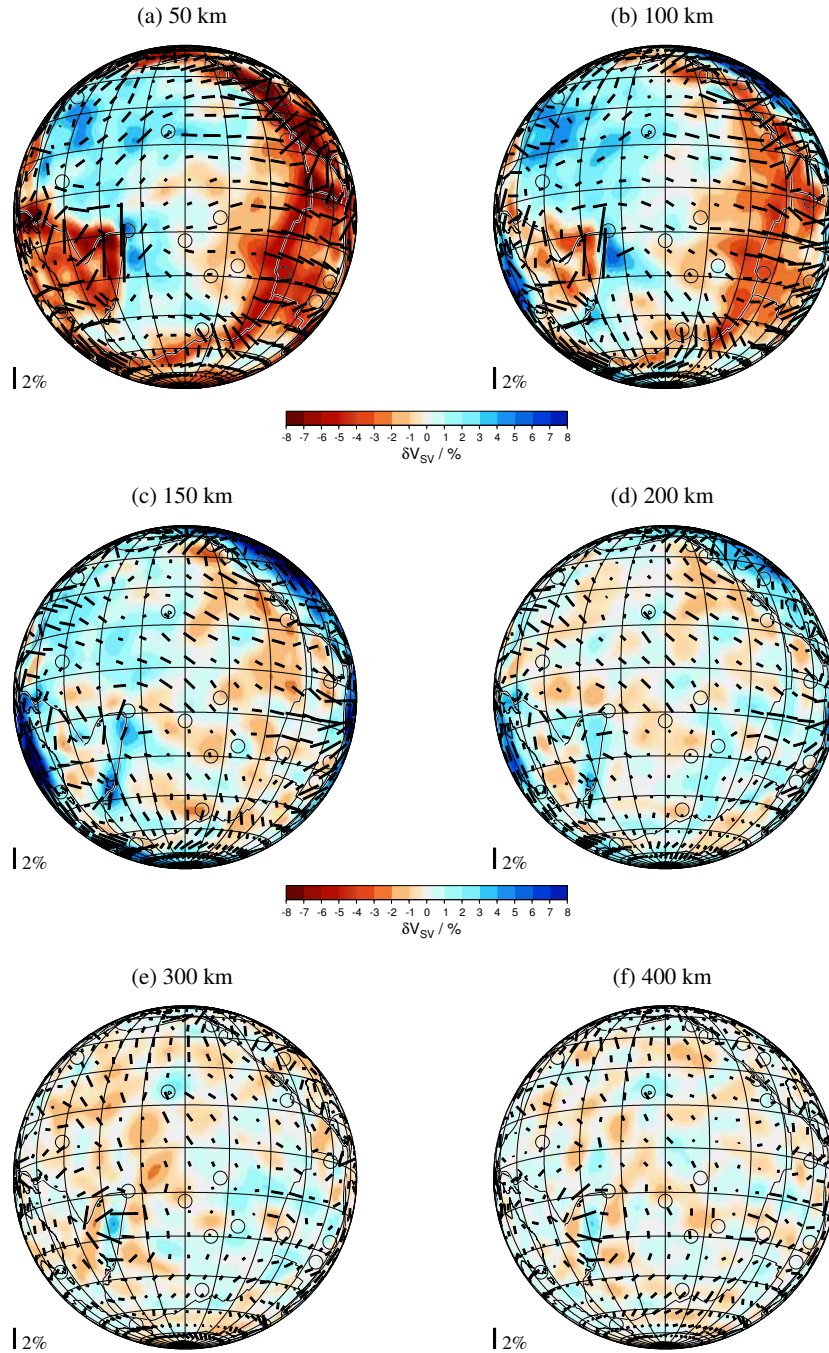 (a) 50 km
(b) 100 km
2%
2%
-8 -7 -6 -5 -4 -3 -2 -1 0 1 2 3 4 5 6 7 8
δV_SV / %
(c) 150 km
(d) 200 km
2%
2%
-8 -7 -6 -5 -4 -3 -2 -1 0 1 2 3 4 5 6 7 8
δV_SV / %
(e) 300 km
(f) 400 km
2%
2%